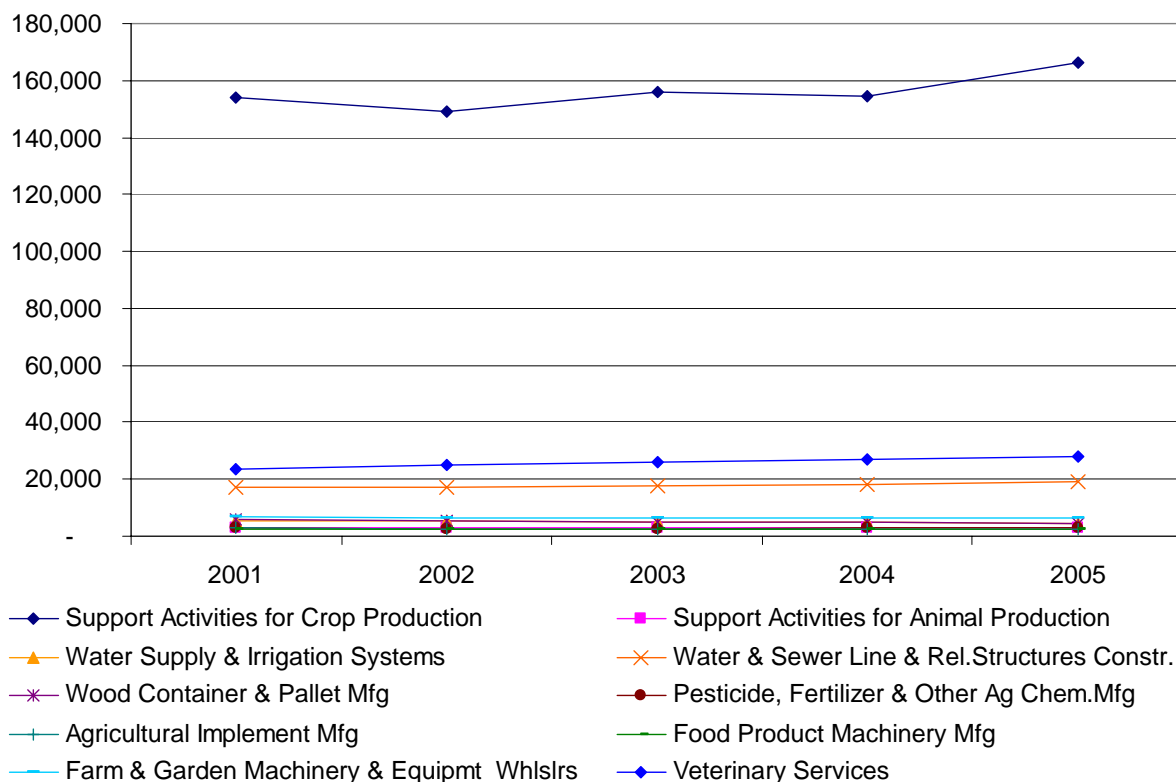 180,000
160,000
140,000
120,000
100,000
80,000
60,000
40,000
20,000
-
2001 2002 2003 2004 2005
Support Activities for Crop Production Support Activities for Animal Production
Water Supply & Irrigation Systems Water & Sewer Line & Rel.Structures Constr.
Wood Container & Pallet Mfg Pesticide, Fertilizer & Other Ag Chem.Mfg
Agricultural Implement Mfg Food Product Machinery Mfg
Farm & Garden Machinery & Equipmt Whlslrs Veterinary Services